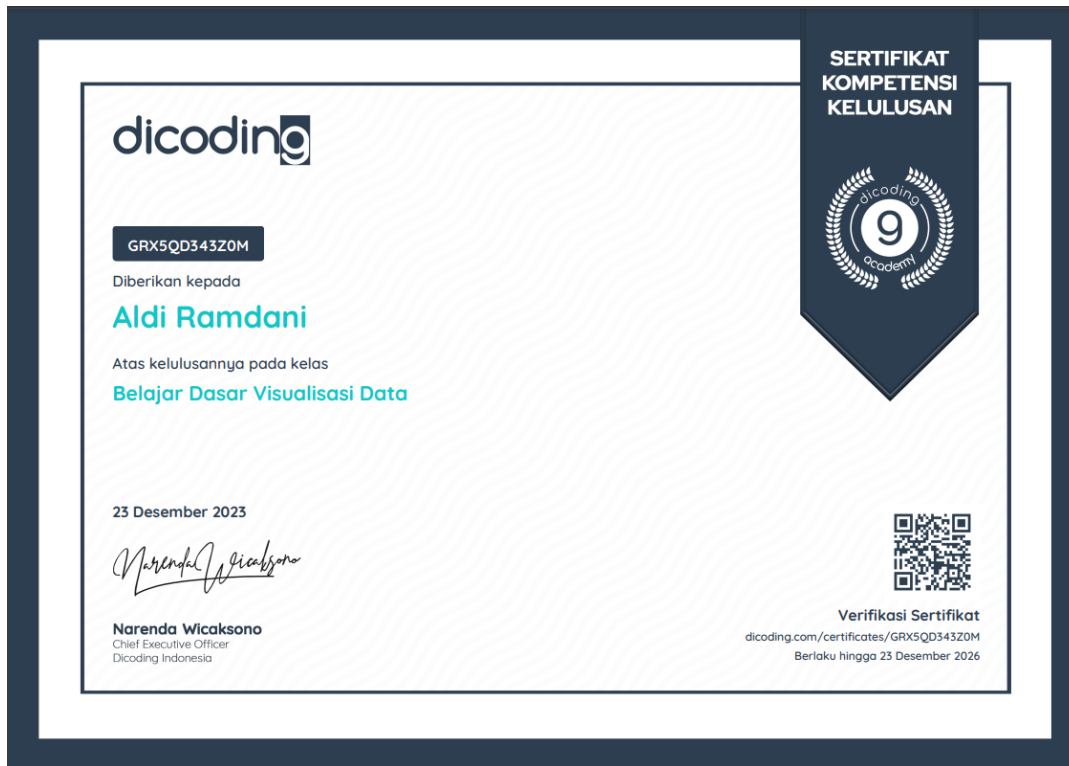 SERTIFIKAT
KOMPETENSI
KELULUSAN
dicoding
dicoding
9
academy
GRX5QD343Z0M
Diberikan kepada
Aldi Ramdani
Atas kelulusannya pada kelas
Belajar Dasar Visualisasi Data
23 Desember 2023
Narenda Wicaksono
Narenda Wicaksono
Chief Executive Officer
Dicoding Indonesia
Verifikasi Sertifikat
dicoding.com/certificates/GRX5QD343Z0M
Berlaku hingga 23 Desember 2026